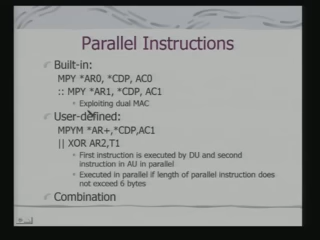 Parallel Instructions
Built-in:
MPY *AR0, *CDP, AC0
:: MPY *AR1, *CDP, AC1
Exploiting dual MAC
User-defined:
MPYM *AR+,*CDP,AC1
|| XOR AR2,T1
First instruction is executed by DU and second
instruction in AU in parallel
Executed in parallel if length of parallel instruction does
not exceed 6 bytes
Combination